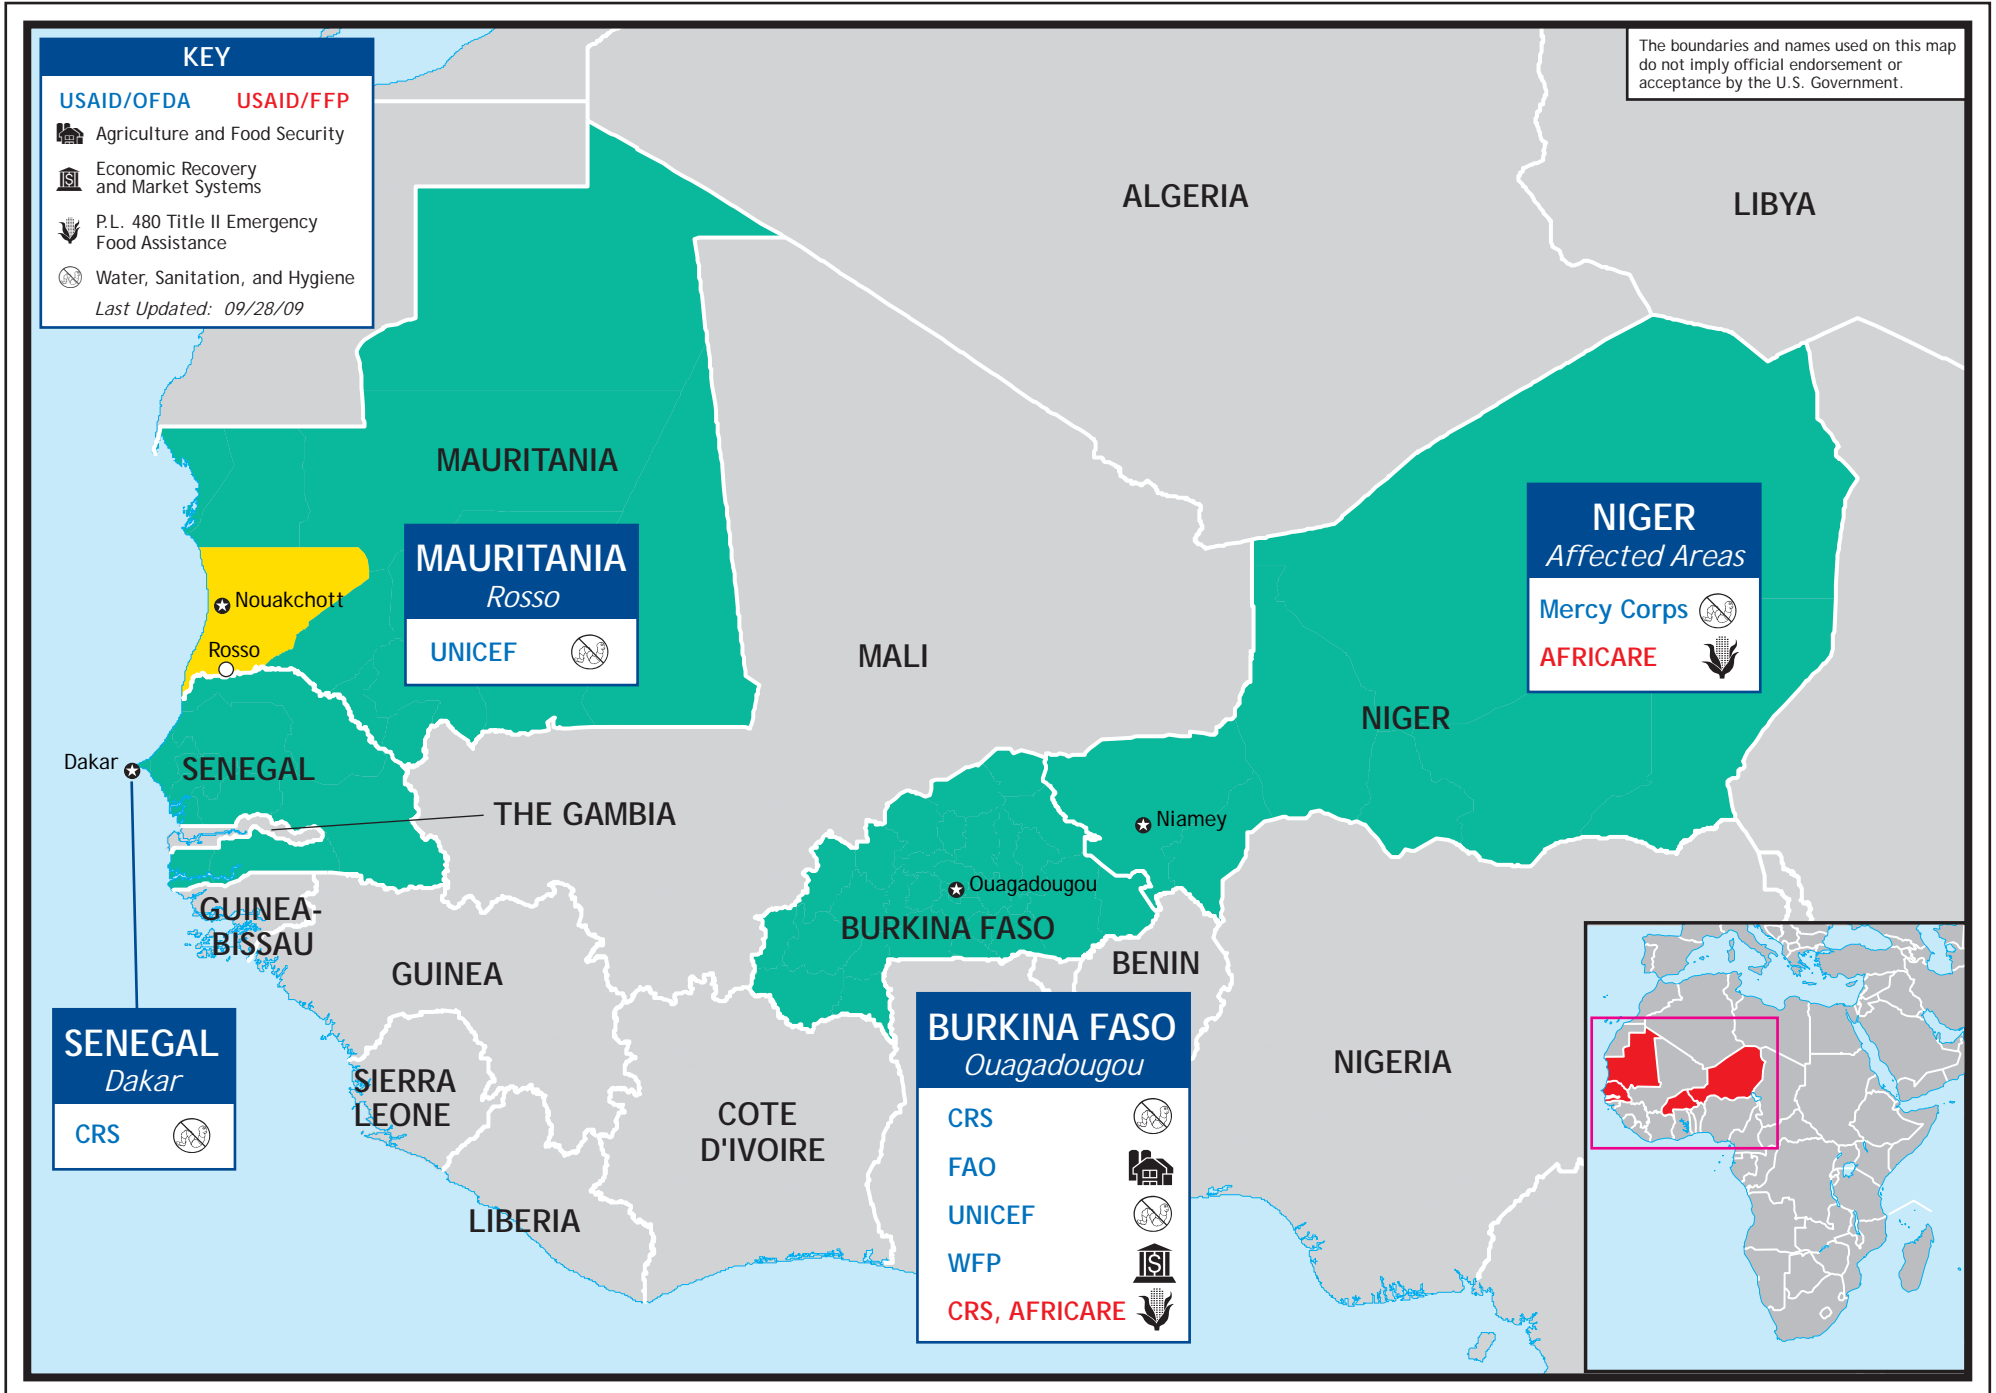 KEY
USAID/OFDA USAID/FFP
Agriculture and Food Security
Economic Recovery
and Market Systems
P.L. 480 Title II Emergency
Food Assistance
Water, Sanitation, and Hygiene
Last Updated: 09/28/09
The boundaries and names used on this map
do not imply official endorsement or
acceptance by the U.S. Government.
ALGERIA
LIBYA
MAURITANIA
MAURITANIA
Rosso
UNICEF
NIGER
Affected Areas
Mercy Corps
AFRICARE
Nouakchott
Rosso
MALI
NIGER
Dakar
SENEGAL
THE GAMBIA
Niamey
Ouagadougou
BURKINA FASO
GUINEA-
BISSAU
GUINEA
BENIN
SENEGAL
Dakar
CRS
SIERRA
LEONE
COTE
D'IVOIRE
LIBERIA
BURKINA FASO
Ouagadougou
CRS
FAO
UNICEF
WFP
CRS, AFRICARE
NIGERIA